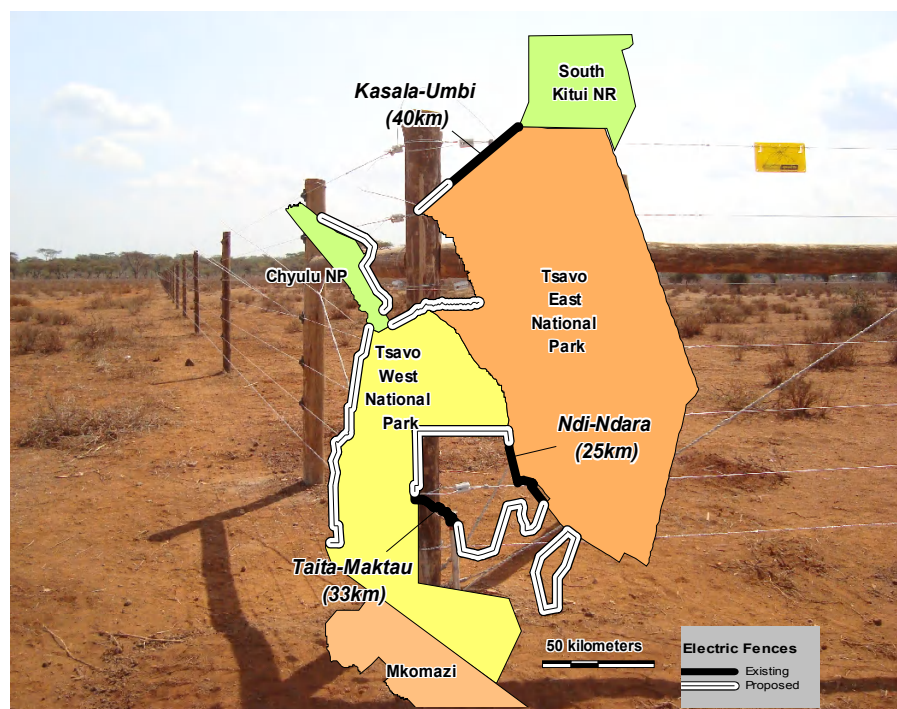 South
Kitui NR
Kasala-Umbi
(40km)
Chyulu NP
Tsavo
East
National
Park
Tsavo
West
National
Park
Ndi-Ndara
(25km)
Taita-Maktau
(33km)
50 kilometers
Mkomazi
Electric Fences
Existing
Proposed